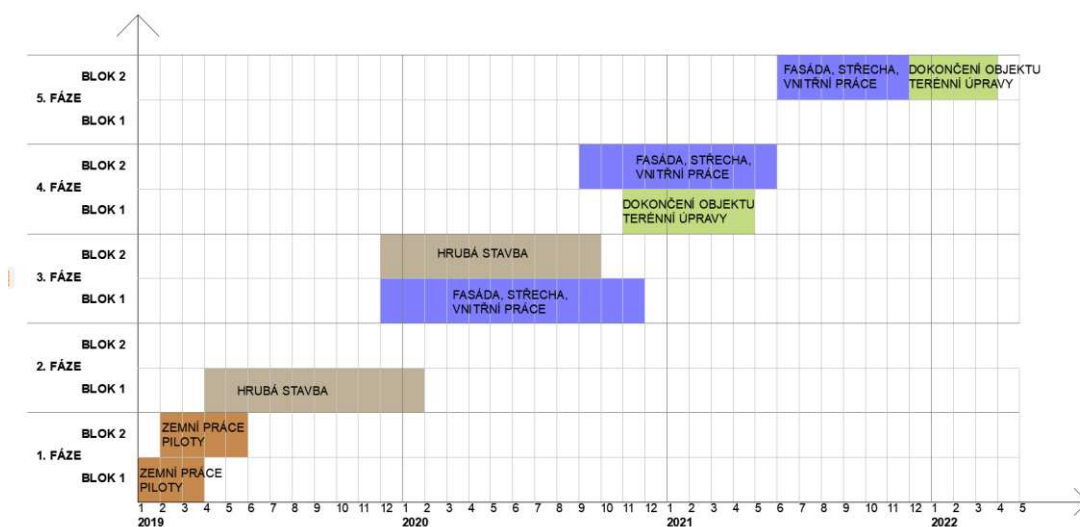 BLOK 2
FASÁDA, STŘECHA,
VNITŘNÍ PRÁCE
DOKONČENÍ OBJEKTU
TERÉNNÍ ÚPRAVY
5. FÁZE
BLOK 1
BLOK 2
FASÁDA, STŘECHA,
VNITŘNÍ PRÁCE
4. FÁZE
BLOK 1
DOKONČENÍ OBJEKTU
TERÉNNÍ ÚPRAVY
BLOK 2
HRUBÁ STAVBA
3. FÁZE
BLOK 1
FASÁDA, STŘECHA,
VNITŘNÍ PRÁCE
BLOK 2
2. FÁZE
BLOK 1
HRUBÁ STAVBA
BLOK 2
ZEMNÍ PRÁCE
PILOTY
1. FÁZE
BLOK 1
ZEMNÍ PRÁCE
PILOTY
1 2 3 4 5 6 7 8 9 10 11 12 1 2 3 4 5 6 7 8 9 10 11 12 1 2 3 4 5 6 7 8 9 10 11 12 1 2 3 4 5
2019 2020 2021 2022